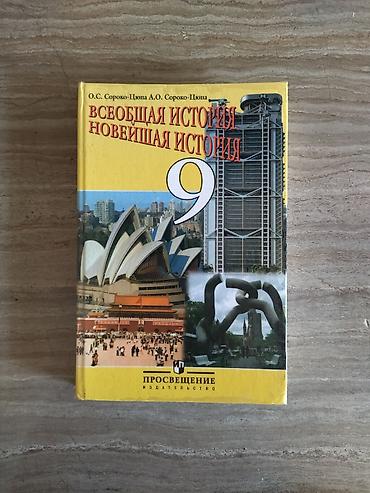 О.С. Сороко-Цюпа А.О. Сороко-Цюпа
ВСЕОБЩАЯ ИСТОРИЯ
НОВЕЙШАЯ ИСТОРИЯ
9
ПРОСВЕЩЕНИЕ
ИЗДАТЕЛЬСТВО